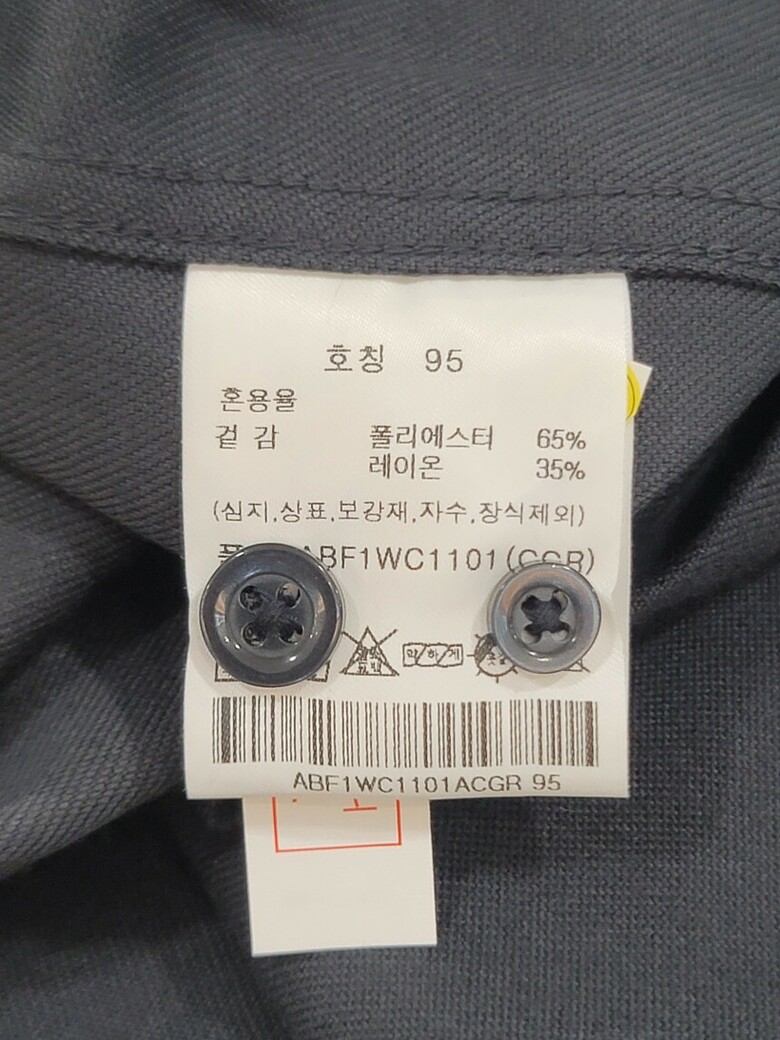 호칭 95
혼용율
겉 감 폴리에스터 65%
레이온 35%
(심지,상표,보강재,자수,장식제외)
ABF1WC1101(CGR)
약하게
ABF1WC1101ACGR 95